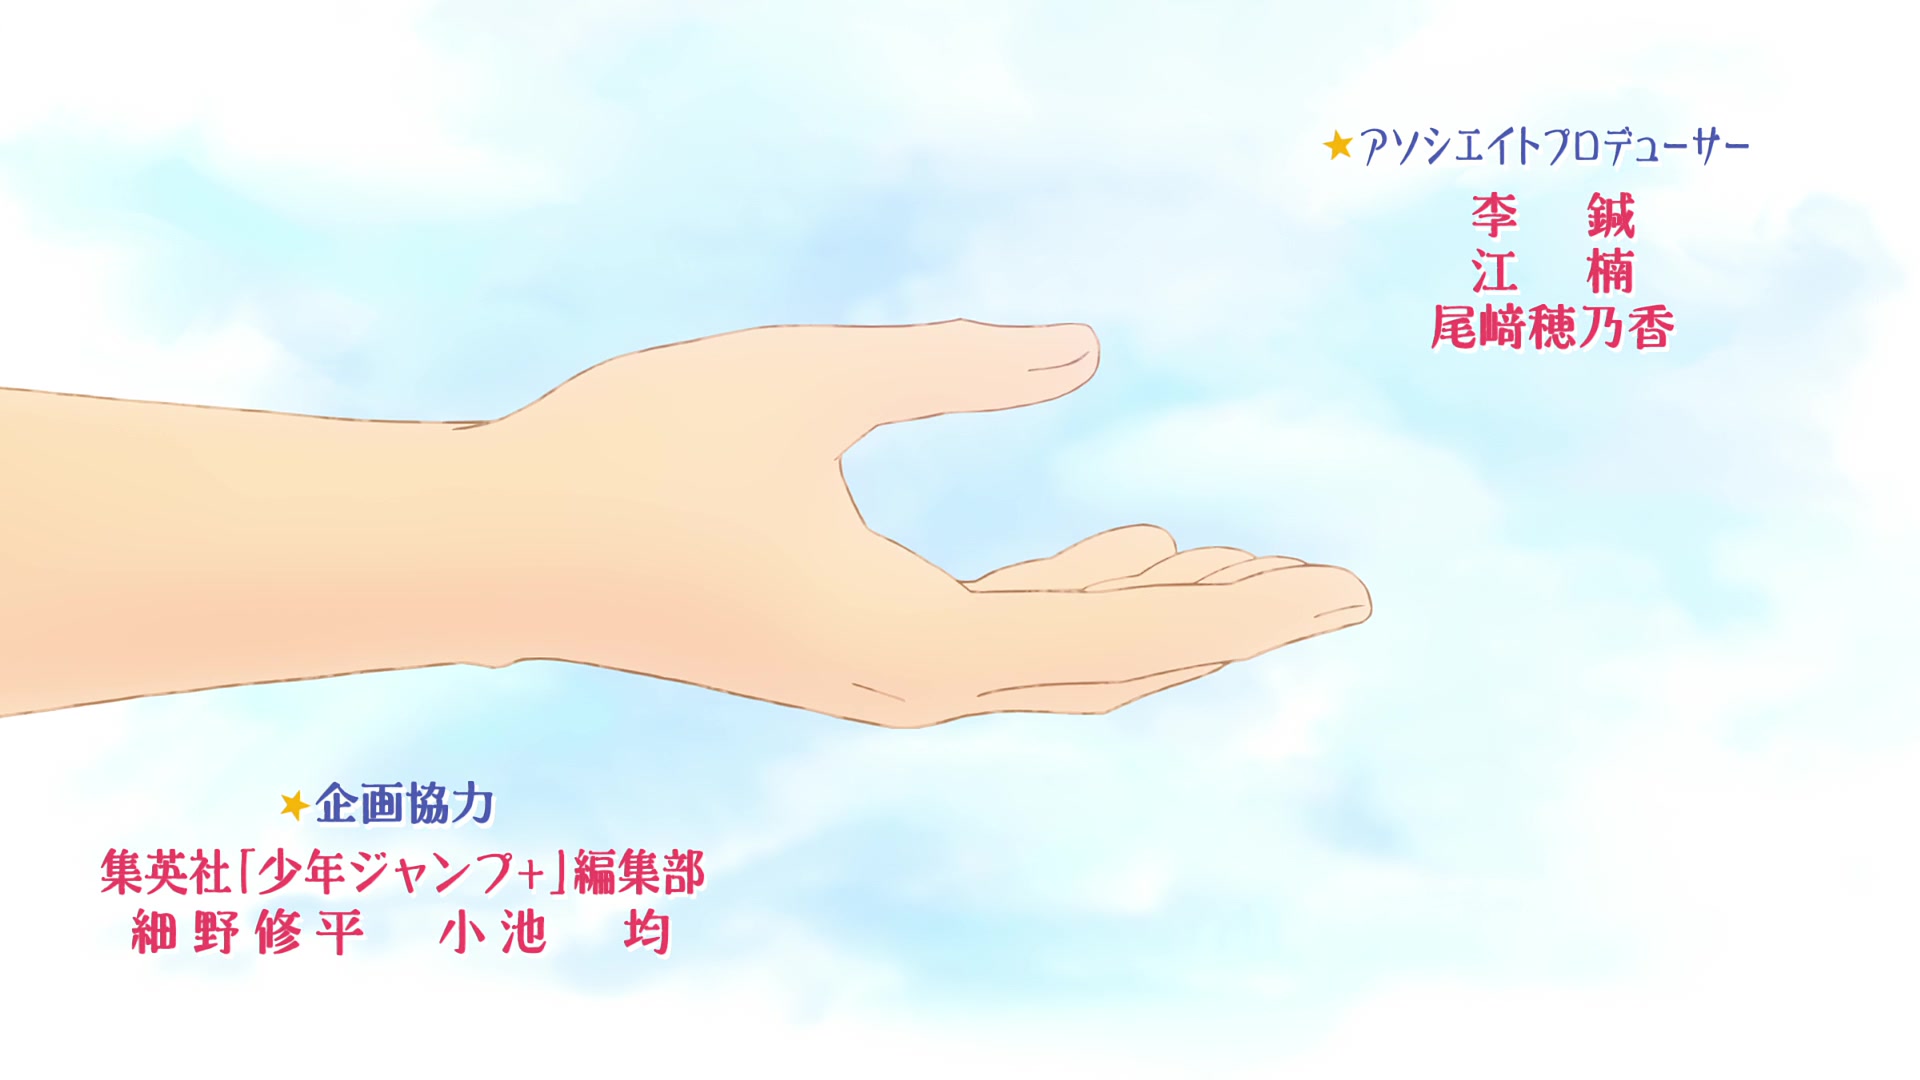 ★アソシエイトプロデューサー
李 鍼
江 楠
尾﨑穂乃香
★企画協力
集英社「少年ジャンプ+」編集部
細野修平 小池 均